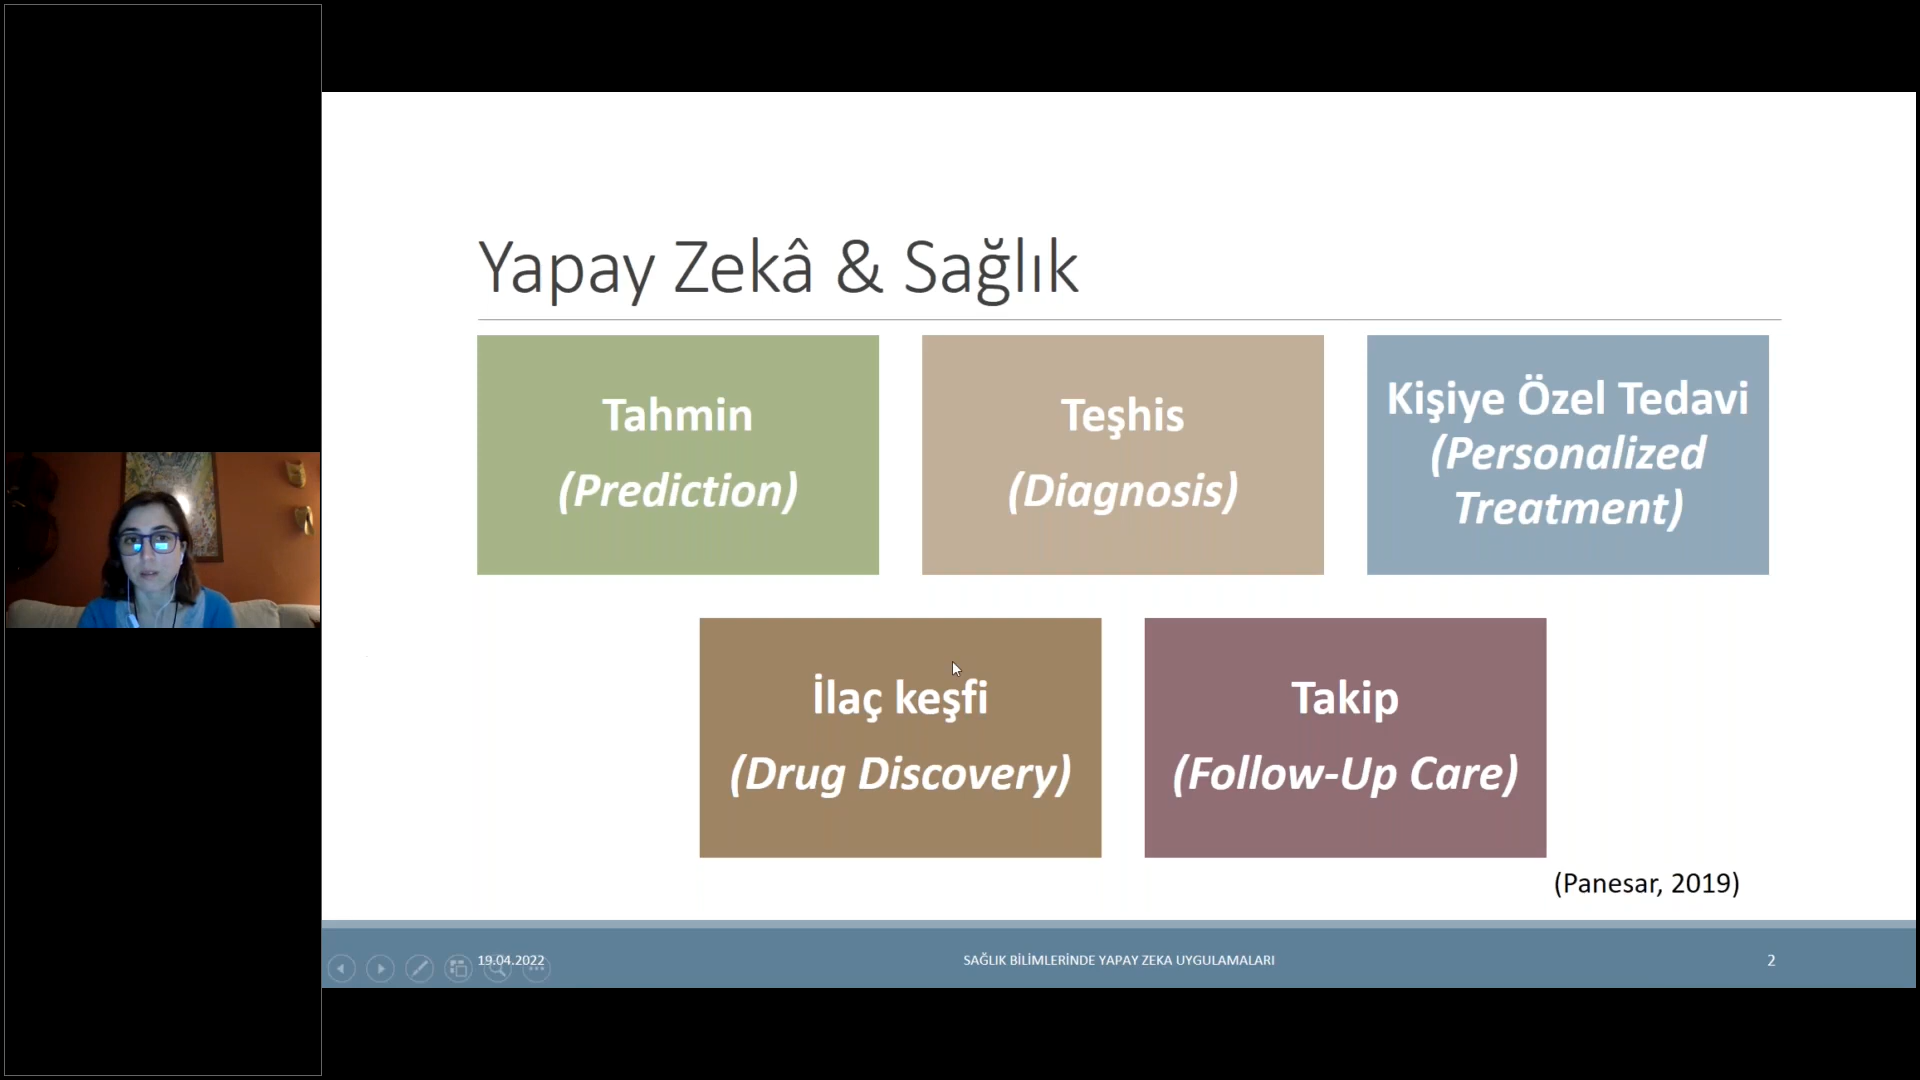 Yapay Zekâ & Sağlık
Tahmin
(Prediction)
Teşhis
(Diagnosis)
Kişiye Özel Tedavi
(Personalized
Treatment)
İlaç keşfi
(Drug Discovery)
Takip
(Follow-Up Care)
(Panesar, 2019)
19.04.2022
SAĞLIK BİLİMLERİNDE YAPAY ZEKA UYGULAMALARI
2